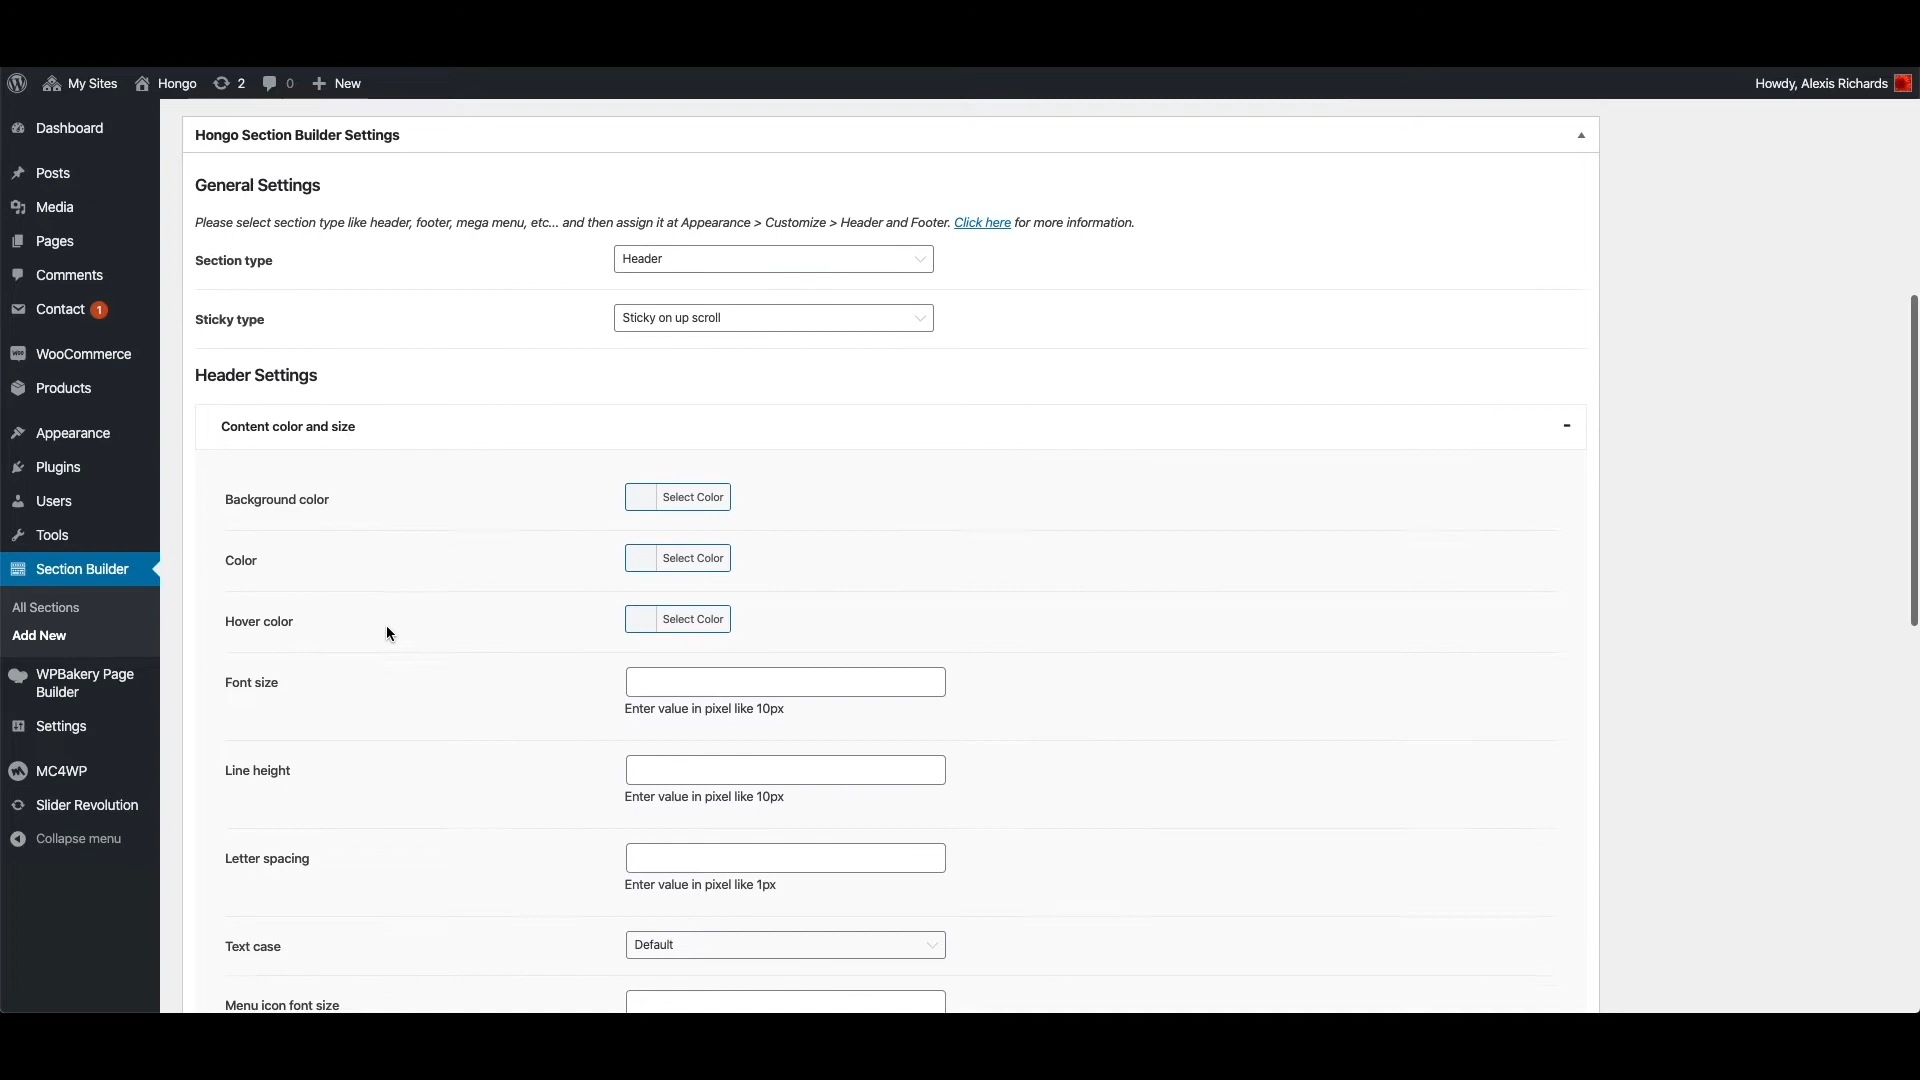 My Sites
Hongo
2
0
New
Howdy, Alexis Richards
Dashboard
Posts
Media
Pages
Comments
Contact 1
WooCommerce
Products
Appearance
Plugins
Users
Tools
Section Builder
All Sections
Add New
WPBakery Page
Builder
Settings
MC4WP
Slider Revolution
Collapse menu
Hongo Section Builder Settings
General Settings
Please select section type like header, footer, mega menu, etc... and then assign it at Appearance > Customize > Header and Footer. Click here for more information.
Section type
Header
Sticky type
Sticky on up scroll
Header Settings
Content color and size
Background color
Select Color
Color
Select Color
Hover color
Select Color
Font size
Enter value in pixel like 10px
Line height
Enter value in pixel like 10px
Letter spacing
Enter value in pixel like 1px
Text case
Default
Menu icon font size